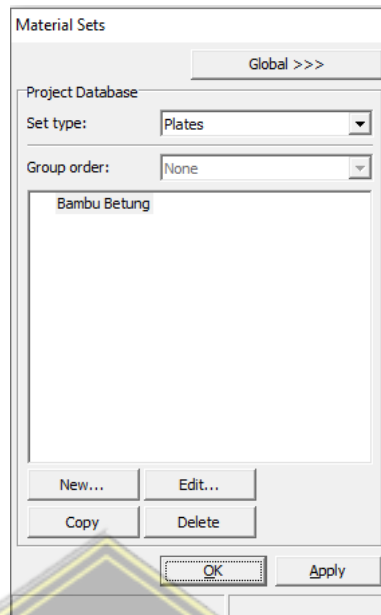 Material Sets
Global >>>
Project Database
Set type: Plates
Group order: None
Bambu Betung
New... Edit...
Copy Delete
OK Apply